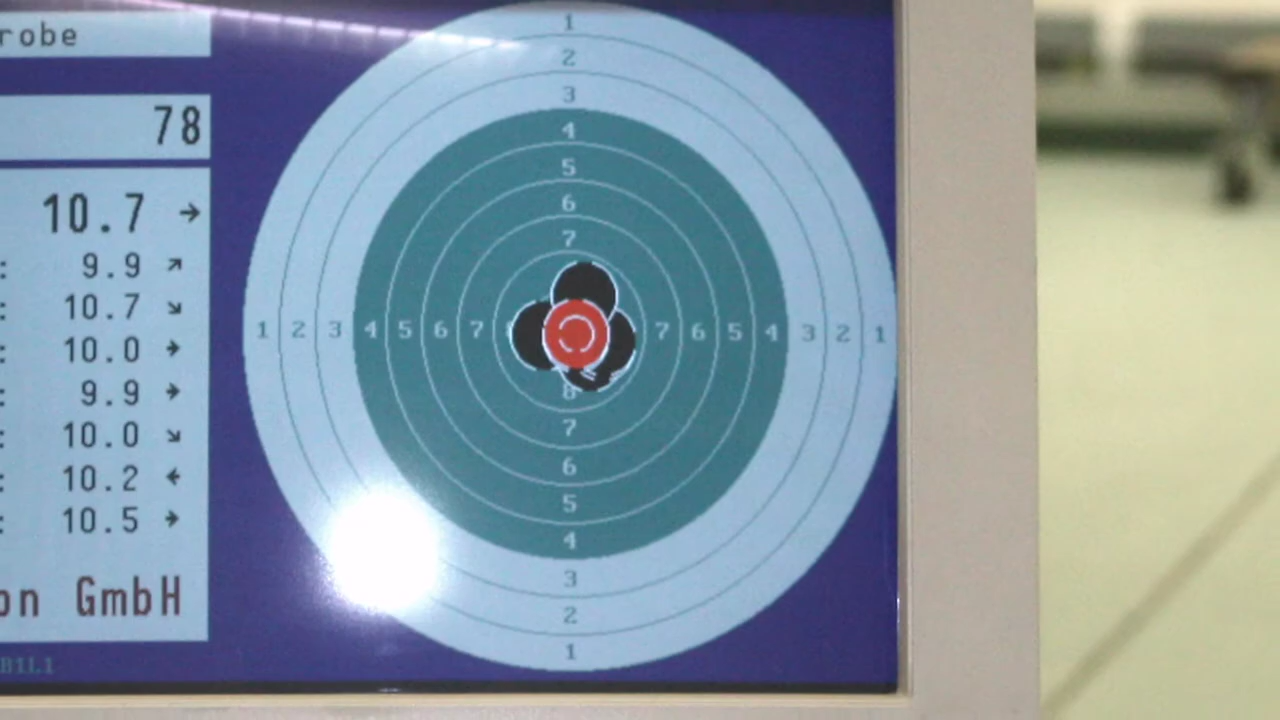 robe
78
10.7 →
: 9.9 ↗
: 10.7 ↘
: 10.0 →
: 9.9 →
: 10.0 ↘
: 10.2 ←
: 10.5 →
on GmbH
B1L1
1
2
3
4
5
6
7
1 2 3 4 5 6 7 7 6 5 4 3 2 1
8
7
6
5
4
3
2
1